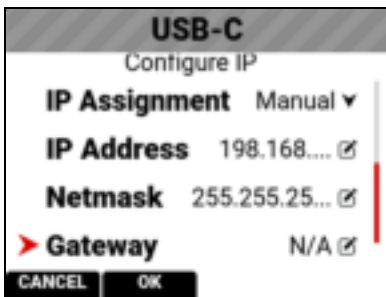 USB-C
Configure IP
IP Assignment Manual
IP Address 198.168....
Netmask 255.255.25...
Gateway N/A
CANCEL OK